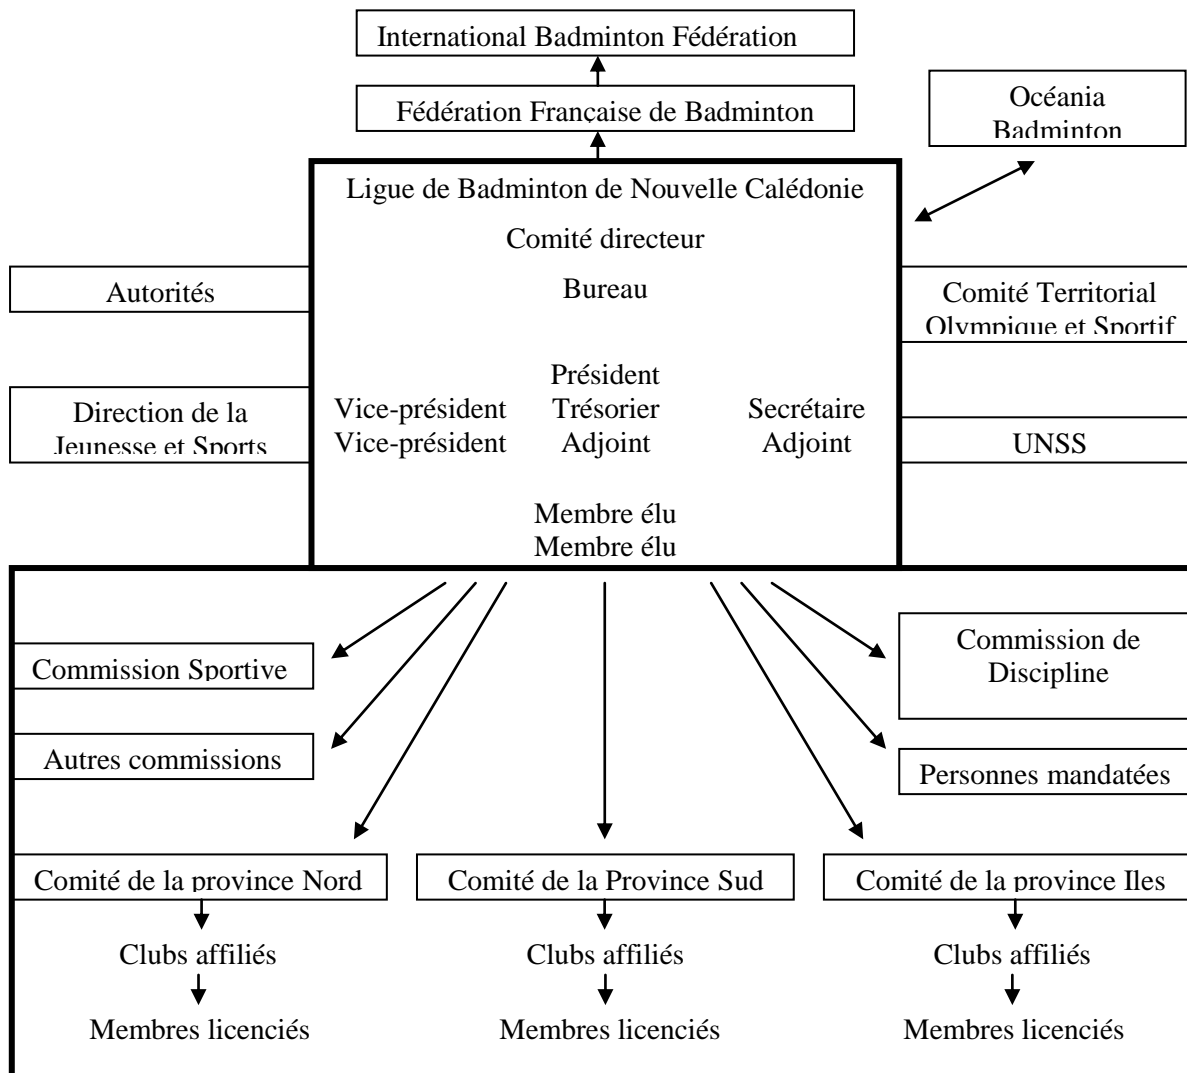 International Badminton Fédération
Fédération Française de Badminton
Océania
Badminton
Ligue de Badminton de Nouvelle Calédonie
Comité directeur
Bureau
Autorités
Comité Territorial
Olympique et Sportif
Direction de la
Jeunesse et Sports
Président
Vice-président Trésorier Secrétaire
Vice-président Adjoint Adjoint
UNSS
Membre élu
Membre élu
Commission Sportive
Commission de
Discipline
Autres commissions
Personnes mandatées
Comité de la province Nord
Comité de la Province Sud
Comité de la province Iles
Clubs affiliés
Clubs affiliés
Clubs affiliés
Membres licenciés
Membres licenciés
Membres licenciés